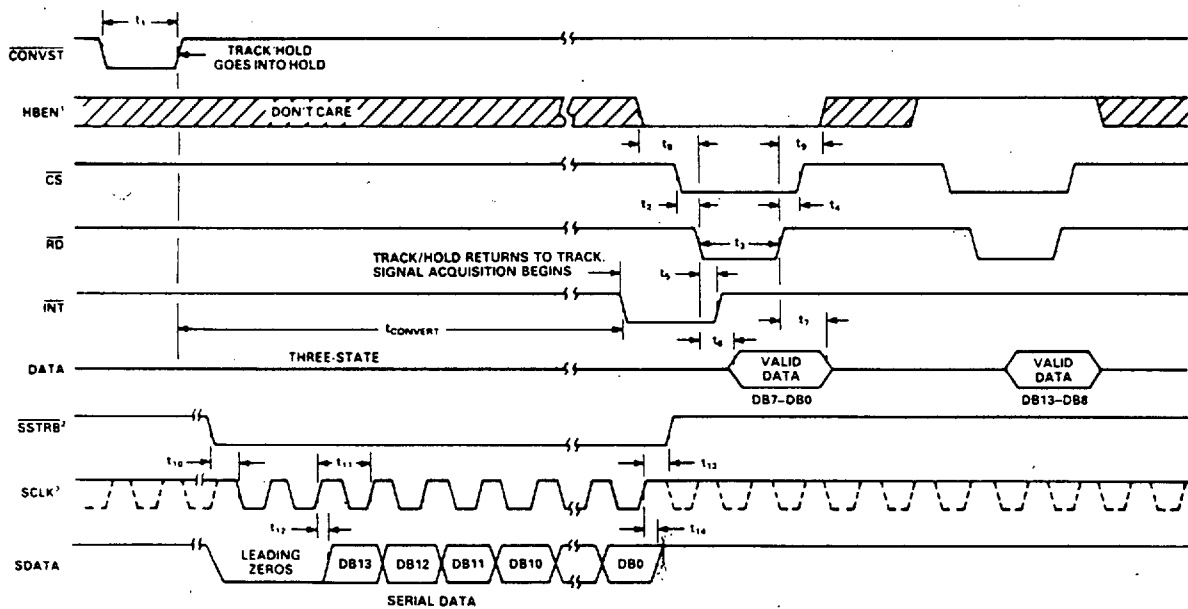 t1
CONVST
TRACK/HOLD
GOES INTO HOLD
HBEN1
DON'T CARE
t8
t9
CS
t2
t4
RD
t3
TRACK/HOLD RETURNS TO TRACK.
SIGNAL ACQUISITION BEGINS
t5
INT
tCONVERT
t7
t6
THREE-STATE
DATA
VALID
DATA
DB7–DB0
VALID
DATA
DB13–DB8
SSTRB2
t10
t11
t13
SCLK3
t12
t14
SDATA
LEADING
ZEROS
DB13
DB12
DB11
DB10
DB0
SERIAL DATA